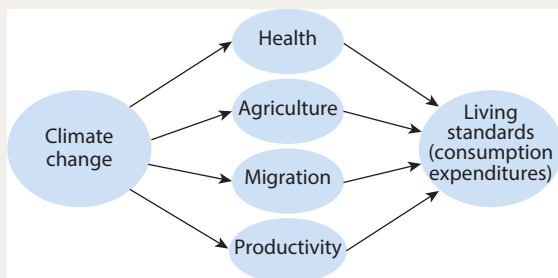 Health
Agriculture
Climate
change
Migration
Productivity
Living
standards
(consumption
expenditures)